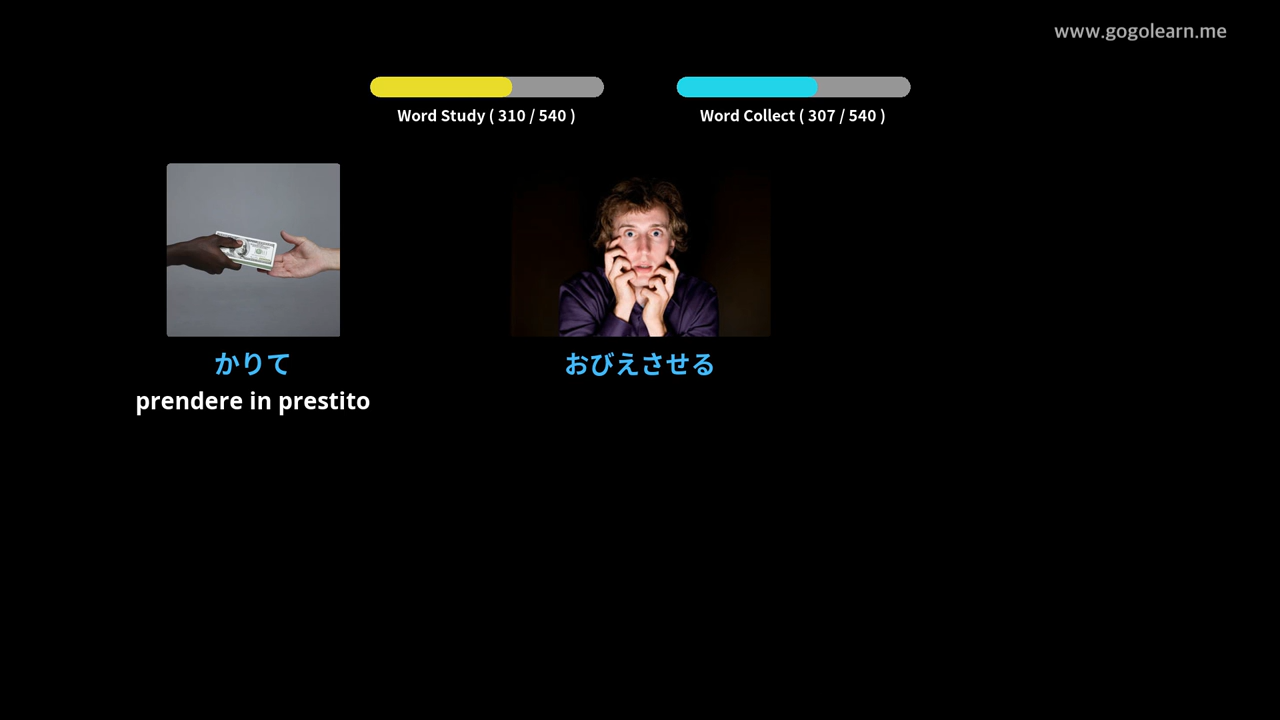 www.gogolearn.me
Word Study ( 310 / 540 )
Word Collect ( 307 / 540 )
かりて
prendere in prestito
おびえさせる